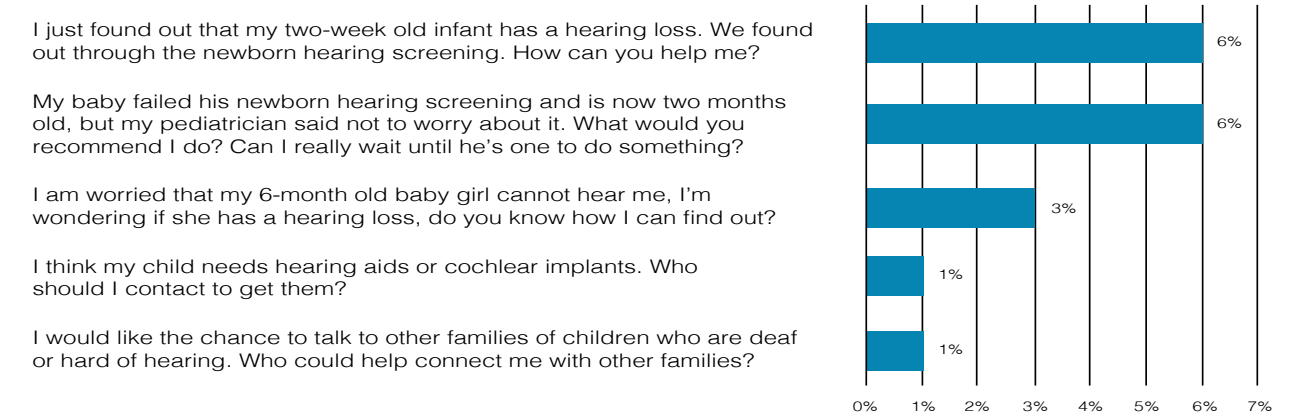 I just found out that my two-week old infant has a hearing loss. We found
out through the newborn hearing screening. How can you help me?
6%
My baby failed his newborn hearing screening and is now two months
old, but my pediatrician said not to worry about it. What would you
recommend I do? Can I really wait until he’s one to do something?
6%
I am worried that my 6-month old baby girl cannot hear me, I’m
wondering if she has a hearing loss, do you know how I can find out?
3%
I think my child needs hearing aids or cochlear implants. Who
should I contact to get them?
1%
I would like the chance to talk to other families of children who are deaf
or hard of hearing. Who could help connect me with other families?
1%
0% 1% 2% 3% 4% 5% 6% 7%